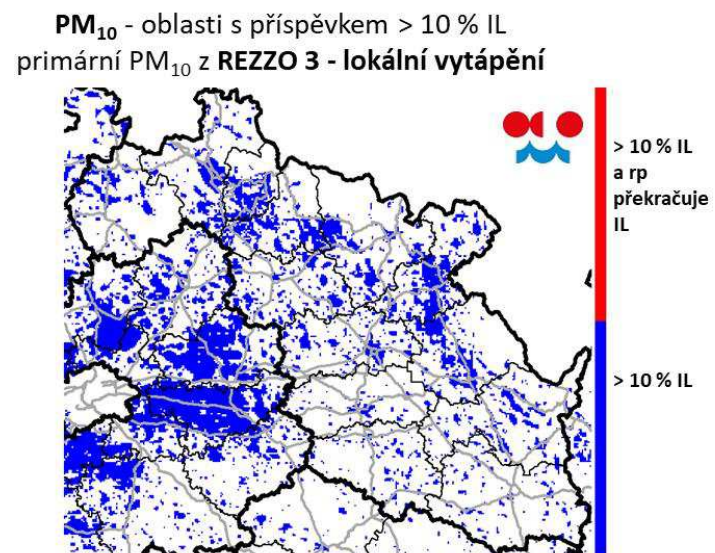 PM₁₀ - oblasti s příspěvkem > 10 % IL
primární PM₁₀ z REZZO 3 - lokální vytápění
> 10 % IL
a rp
překračuje
IL
> 10 % IL